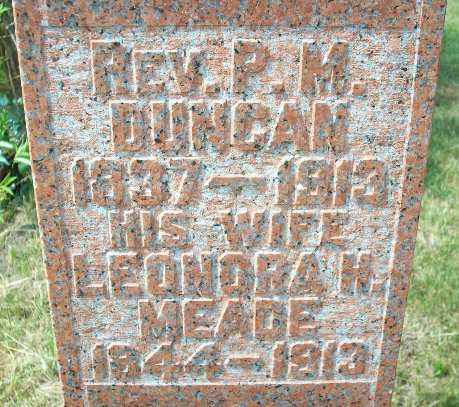 REV. P. M.
DUNCAN
1837—1913
HIS WIFE
LEONORA H.
MEADE
1844—1913